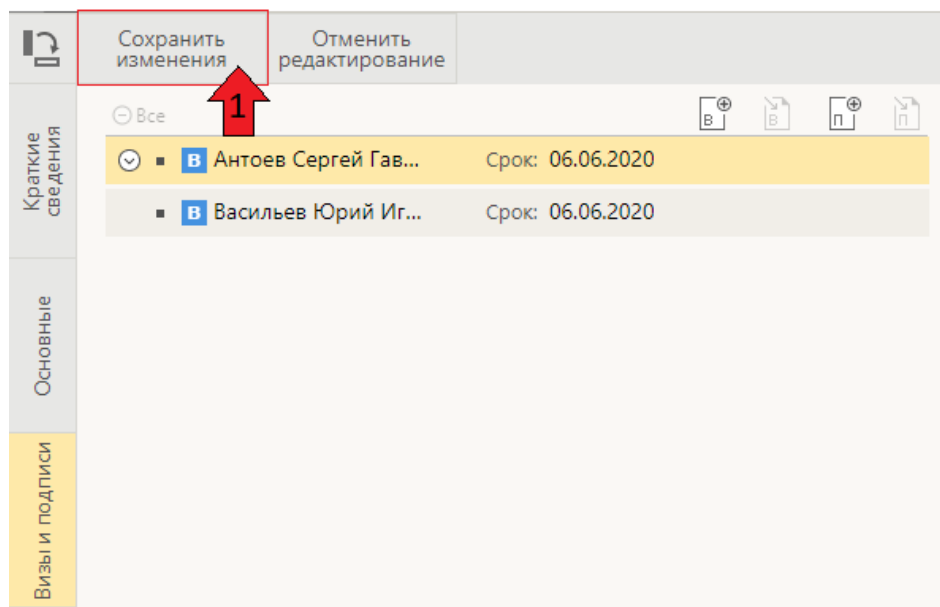 Сохранить
изменения
Отменить
редактирование
1
Все
В
В
П
П
Краткие
сведения
В Антоев Сергей Гав... Срок: 06.06.2020
В Васильев Юрий Иг... Срок: 06.06.2020
Основные
Визы и подписи